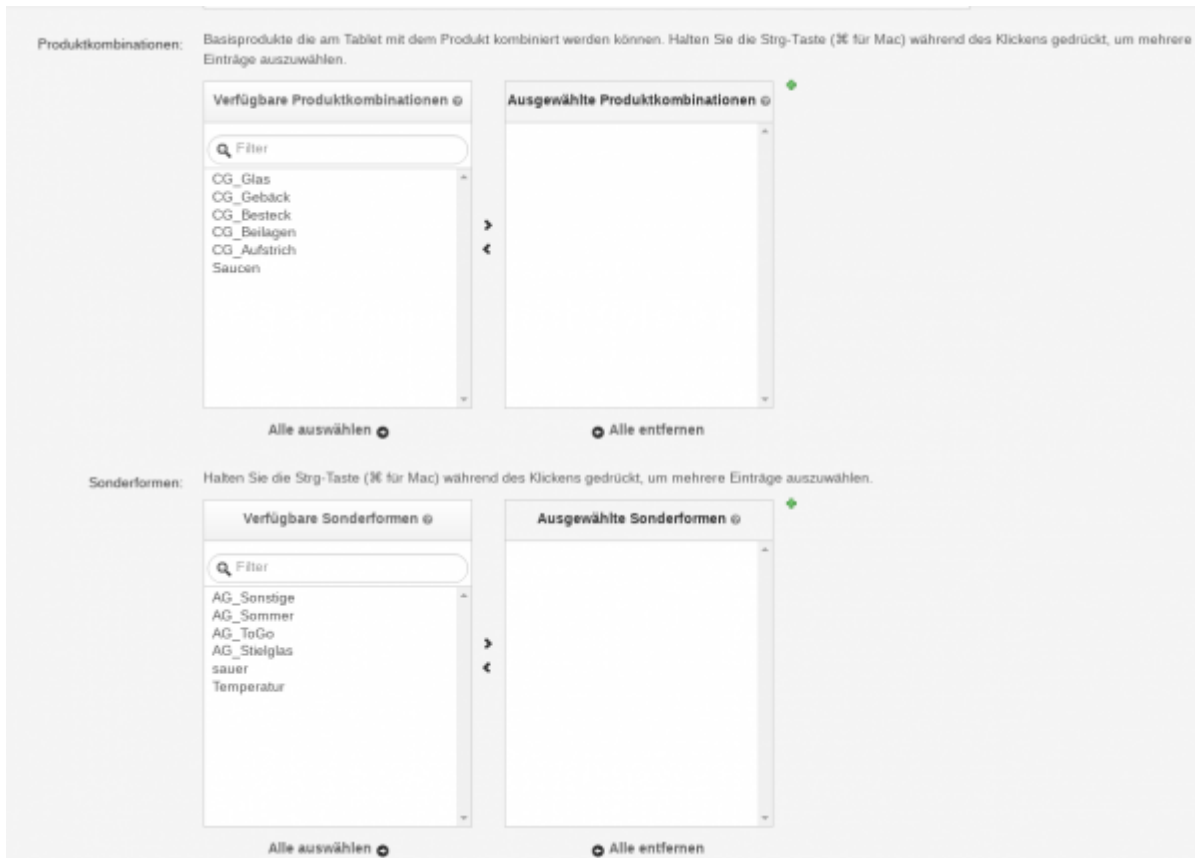 Produktkombinationen:
Basisprodukte die am Tablet mit dem Produkt kombiniert werden können. Halten Sie die Strg-Taste (⌘ für Mac) während des Klickens gedrückt, um mehrere
Einträge auszuwählen.
Verfügbare Produktkombinationen
Ausgewählte Produktkombinationen
Filter
CG_Glas
CG_Gebäck
CG_Besteck
CG_Beilagen
CG_Aufstrich
Saucen
Alle auswählen
Alle entfernen
Sonderformen:
Halten Sie die Strg-Taste (⌘ für Mac) während des Klickens gedrückt, um mehrere Einträge auszuwählen.
Verfügbare Sonderformen
Ausgewählte Sonderformen
Filter
AG_Sonstige
AG_Sommer
AG_ToGo
AG_Stielglas
sauer
Temperatur
Alle auswählen
Alle entfernen